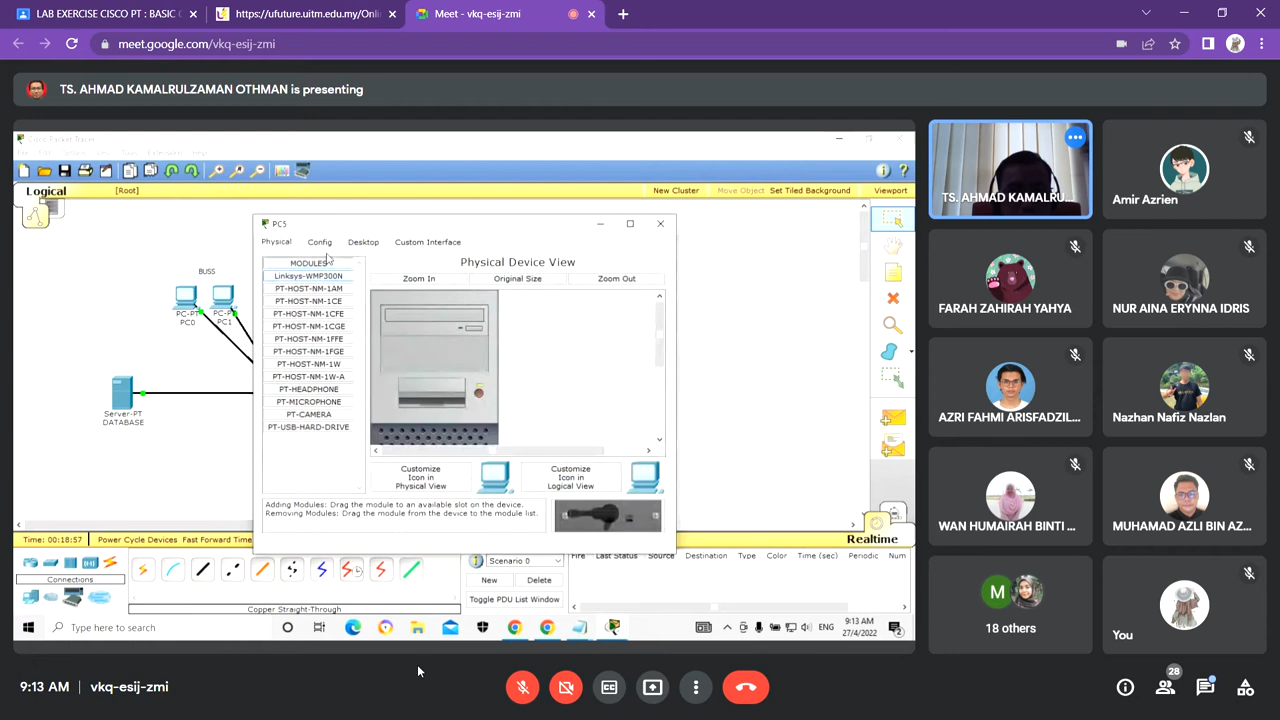 LAB EXERCISE CISCO PT : BASIC
https://ufuture.uitm.edu.my/Onli
Meet - vkq-esij-zmi
meet.google.com/vkq-esij-zmi
TS. AHMAD KAMALRULZAMAN OTHMAN is presenting
Cisco Packet Tracer
Logical
[Root]
New Cluster
Move Object
Set Tiled Background
Viewport
BUSS
PC-PT
PC0
PC-P
PC1
Server-PT
DATABASE
PC5
Physical
Config
Desktop
Custom Interface
MODULES
Linksys-WMP300N
PT-HOST-NM-1AM
PT-HOST-NM-1CE
PT-HOST-NM-1CFE
PT-HOST-NM-1CGE
PT-HOST-NM-1FFE
PT-HOST-NM-1FGE
PT-HOST-NM-1W
PT-HOST-NM-1W-A
PT-HEADPHONE
PT-MICROPHONE
PT-CAMERA
PT-USB-HARD-DRIVE
Physical Device View
Zoom In
Original Size
Zoom Out
Customize
Icon in
Physical View
Customize
Icon in
Logical View
Adding Modules: Drag the module to an available slot on the device.
Removing Modules: Drag the module from the device to the module list.
Time: 00:18:57
Power Cycle Devices
Fast Forward Time
Realtime
Connections
Copper Straight-Through
Scenario 0
New
Delete
Toggle PDU List Window
Fire
Last Status
Source
Destination
Type
Color
Time (sec)
Periodic
Num
Type here to search
ENG
9:13 AM
27/4/2022
2
TS. AHMAD KAMALRU...
Amir Azrien
FARAH ZAHIRAH YAHYA
NUR AINA ERYNNA IDRIS
AZRI FAHMI ARISFADZIL...
Nazhan Nafiz Nazlan
WAN HUMAIRAH BINTI ...
MUHAMAD AZLI BIN AZ...
M
18 others
You
9:13 AM
vkq-esij-zmi
28